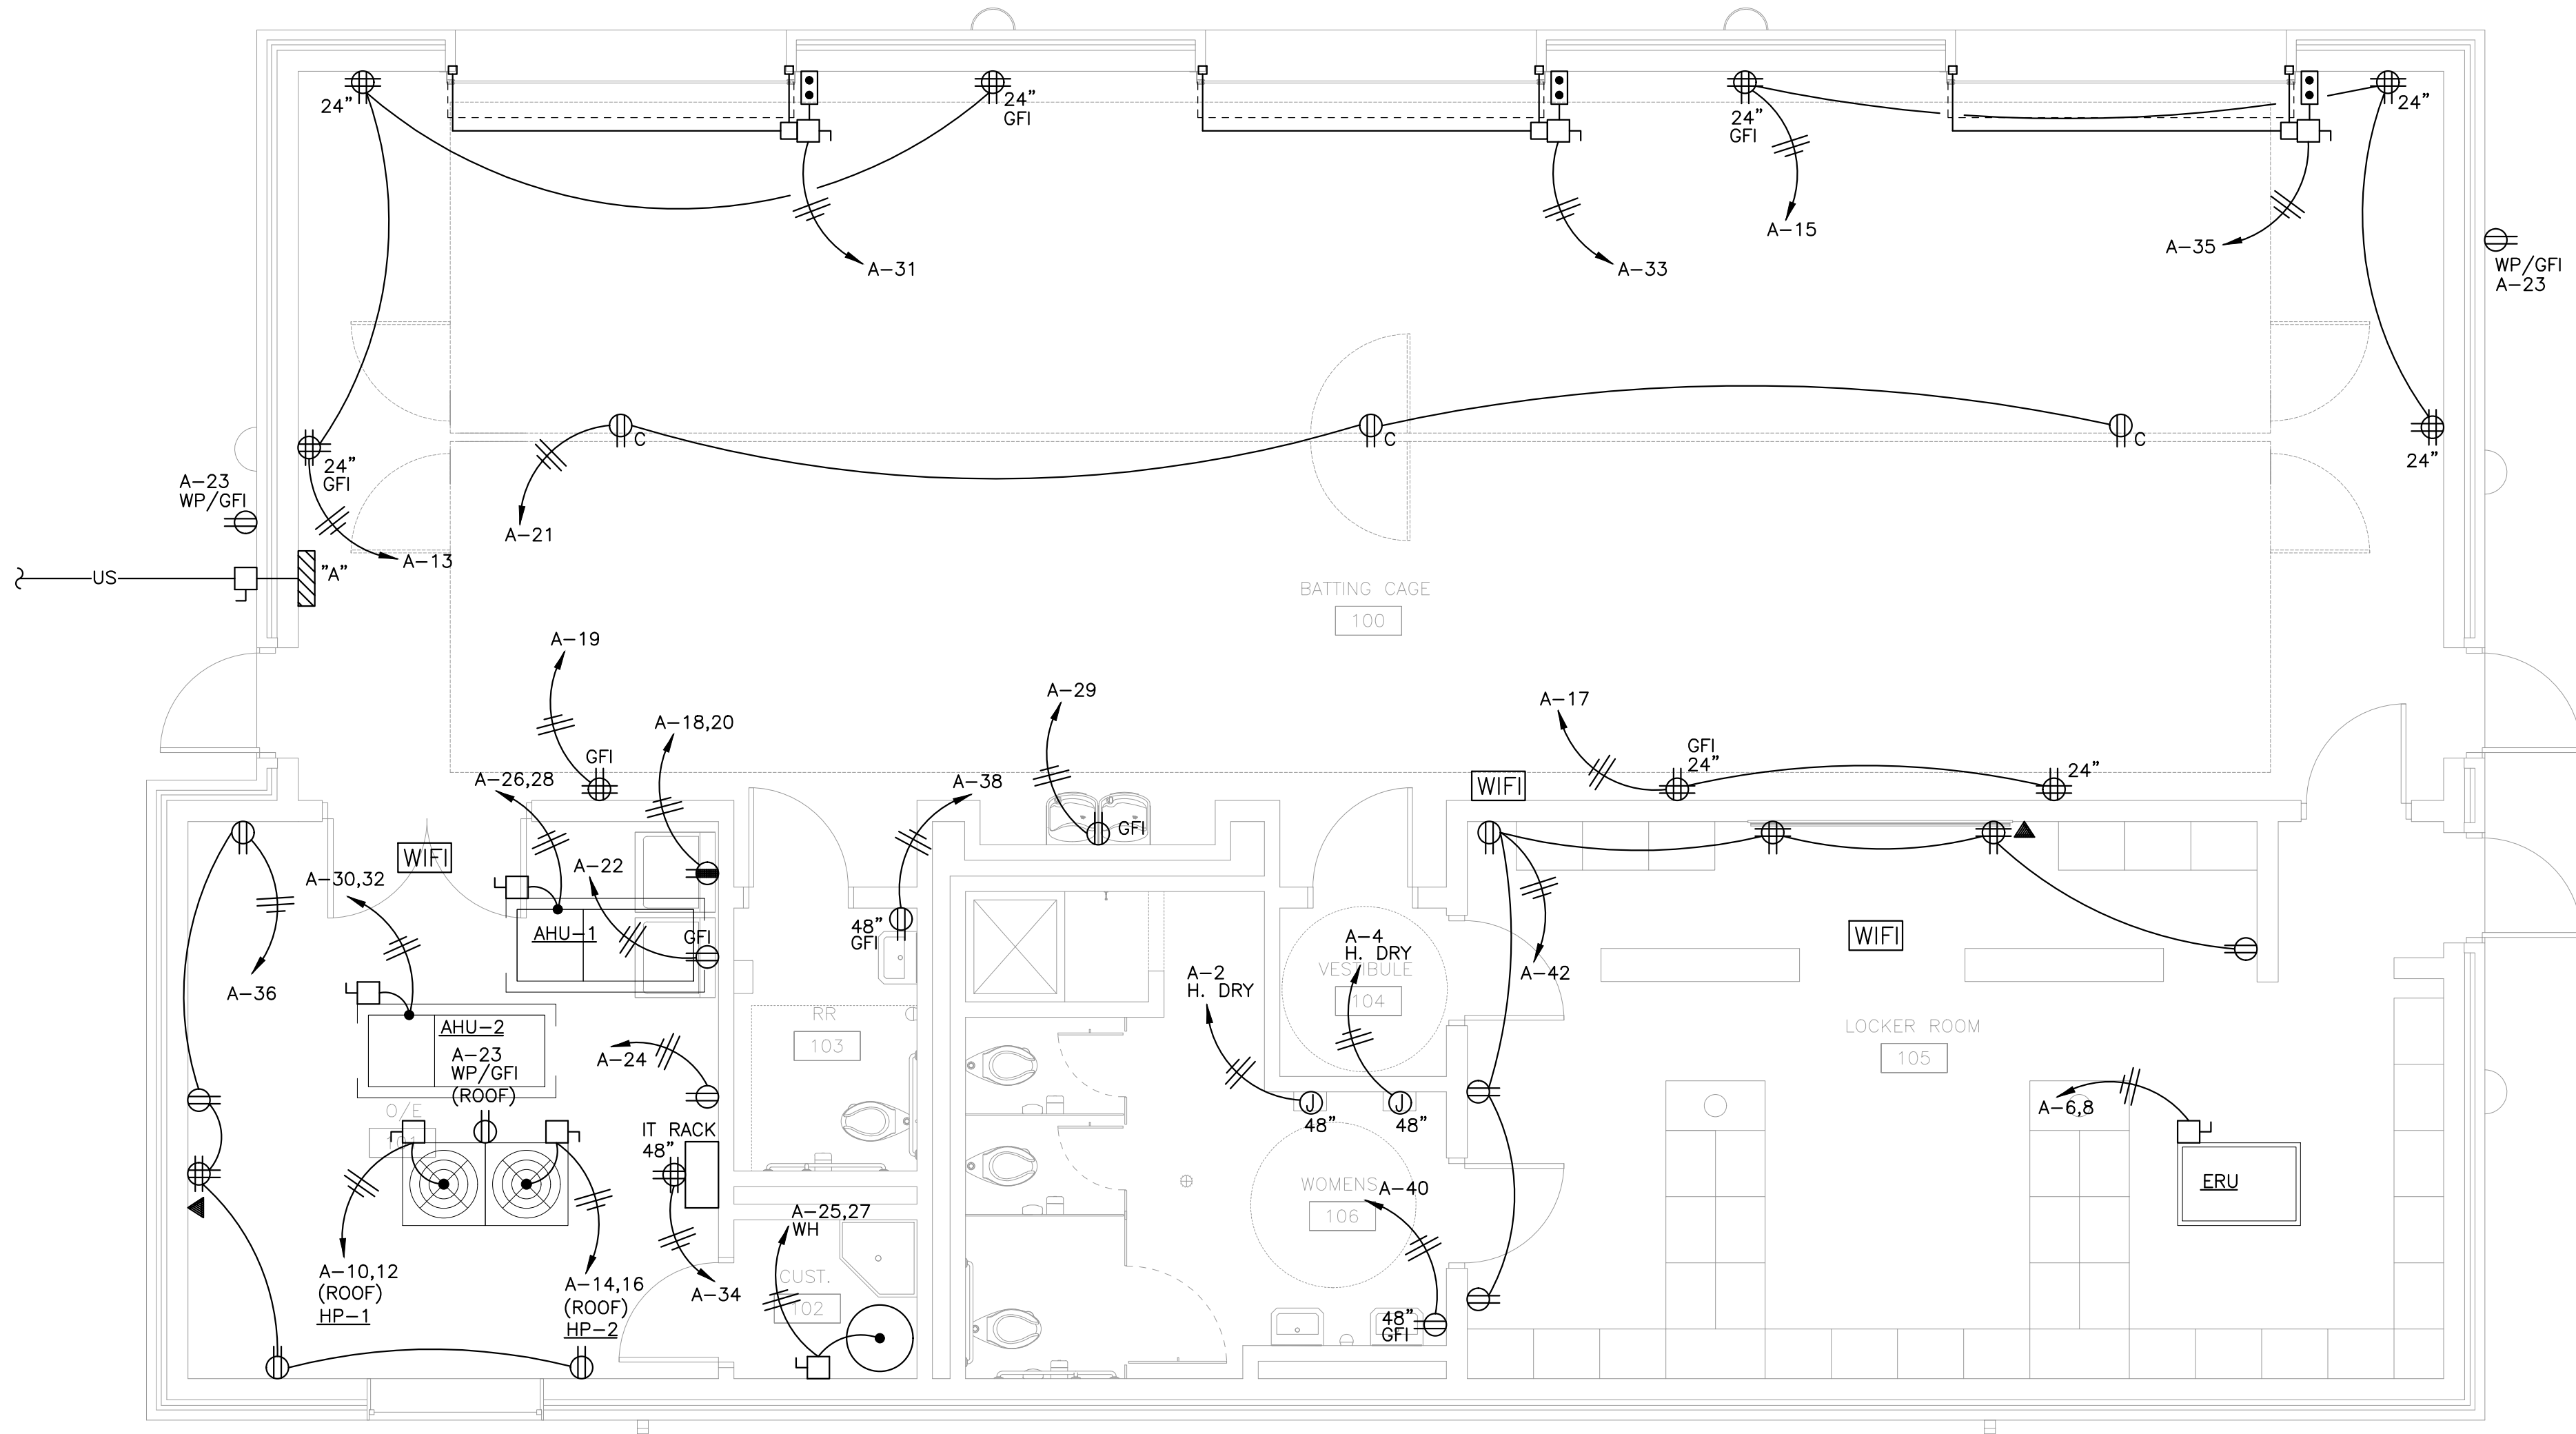 24”
24”
GFI
24”
GFI
24”
A-31
A-33
A-15
A-35
WP/GFI
A-23
C
C
C
24”
24”
GFI
A-23
WP/GFI
A-21
A-13
US
"A"
BATTING CAGE
100
A-19
A-18,20
A-29
A-17
GFI
GFI
24”
24”
A-26,28
A-38
WIFI
GFI
WIFI
A-22
A-30,32
48”
GFI
AHU-1
GFI
WIFI
A-4
H. DRY
A-2
H. DRY
VESTIBULE
104
A-42
A-36
RR
103
AHU-2
A-23
WP/GFI
(ROOF)
A-24
LOCKER ROOM
105
O/E
101
J
48”
J
48”
A-6,8
IT RACK
48”
WOMENS
106
A-40
ERU
A-25,27
WH
A-10,12
(ROOF)
HP-1
A-14,16
(ROOF)
HP-2
A-34
CUST.
102
48”
GFI